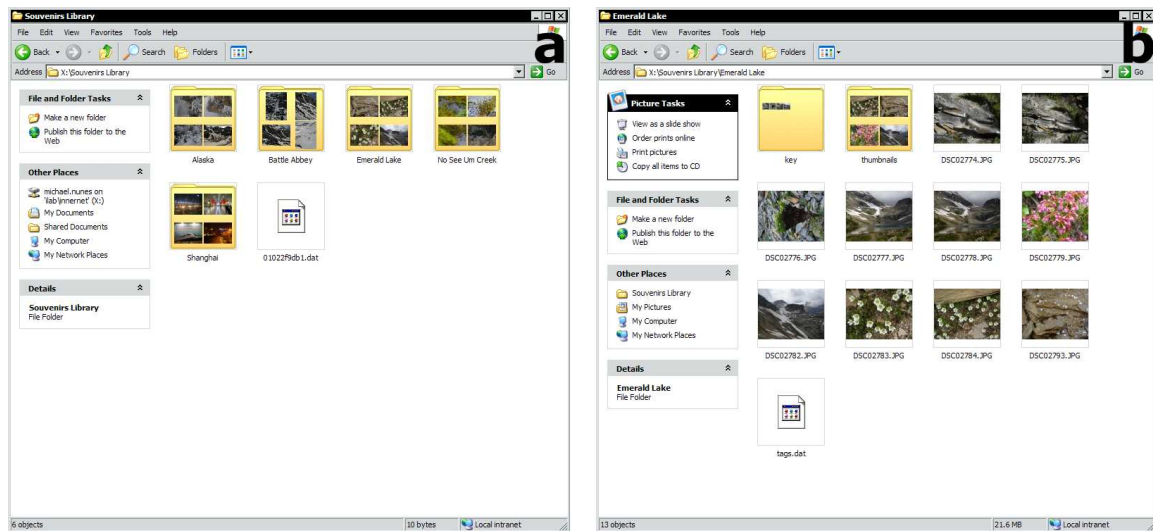 Souvenirs Library
File Edit View Favorites Tools Help
a
Back Search Folders
Address X:\Souvenirs Library Go
File and Folder Tasks
Make a new folder
Publish this folder to the
Web
Other Places
michael.nunes on
'ilab\innernet' (X:)
My Documents
Shared Documents
My Computer
My Network Places
Details
Souvenirs Library
File Folder
Alaska Battle Abbey Emerald Lake No See Um Creek
Shanghai 01022f9db1.dat
6 objects 10 bytes Local intranet
Emerald Lake
File Edit View Favorites Tools Help
b
Back Search Folders
Address X:\Souvenirs Library\Emerald Lake Go
Picture Tasks
View as a slide show
Order prints online
Print pictures
Copy all items to CD
File and Folder Tasks
Make a new folder
Publish this folder to the
Web
Other Places
Souvenirs Library
My Pictures
My Computer
My Network Places
Details
Emerald Lake
File Folder
key thumbnails DSC02774.JPG DSC02775.JPG
DSC02776.JPG DSC02777.JPG DSC02778.JPG DSC02779.JPG
DSC02782.JPG DSC02783.JPG DSC02784.JPG DSC02793.JPG
tags.dat
13 objects 21.6 MB Local intranet